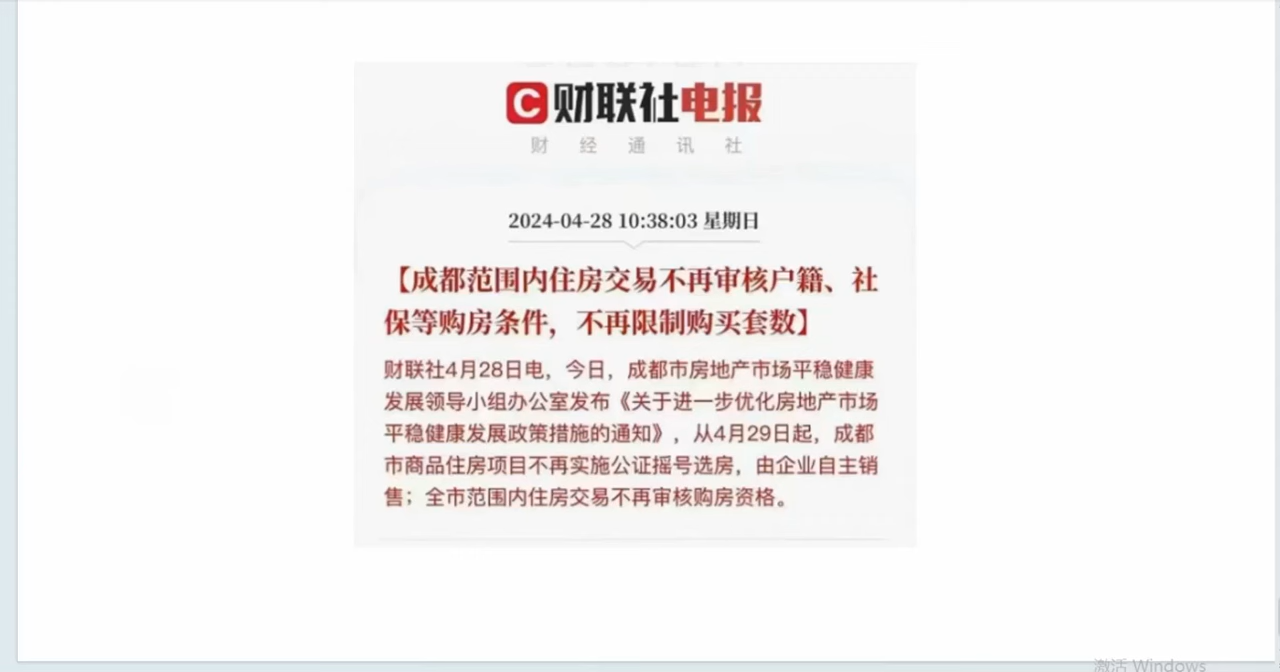 财联社电报
财经通讯社
2024-04-28 10:38:03 星期日
【成都范围内住房交易不再审核户籍、社
保等购房条件，不再限制购买套数】
财联社4月28日电，今日，成都市房地产市场平稳健康
发展领导小组办公室发布《关于进一步优化房地产市场
平稳健康发展政策措施的通知》，从4月29日起，成都
市商品住房项目不再实施公证摇号选房，由企业自主销
售；全市范围内住房交易不再审核购房资格。
激活 Windows